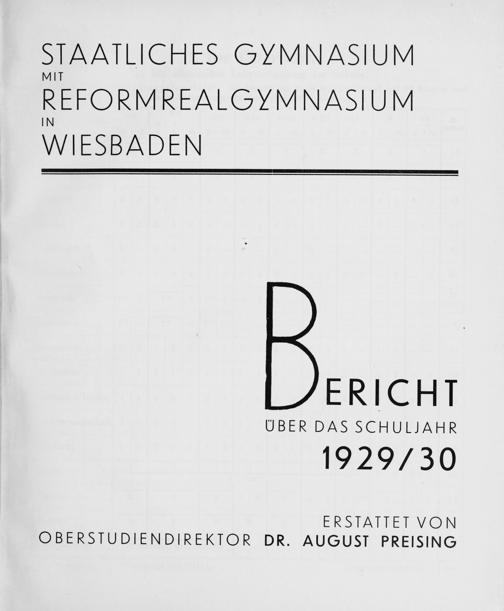 STAATLICHES GYMNASIUM
MIT
REFORMREALGYMNASIUM
IN
WIESBADEN
BERICHT
ÜBER DAS SCHULJAHR
1929/30
ERSTATTET VON
OBERSTUDIENDIREKTOR DR. AUGUST PREISING